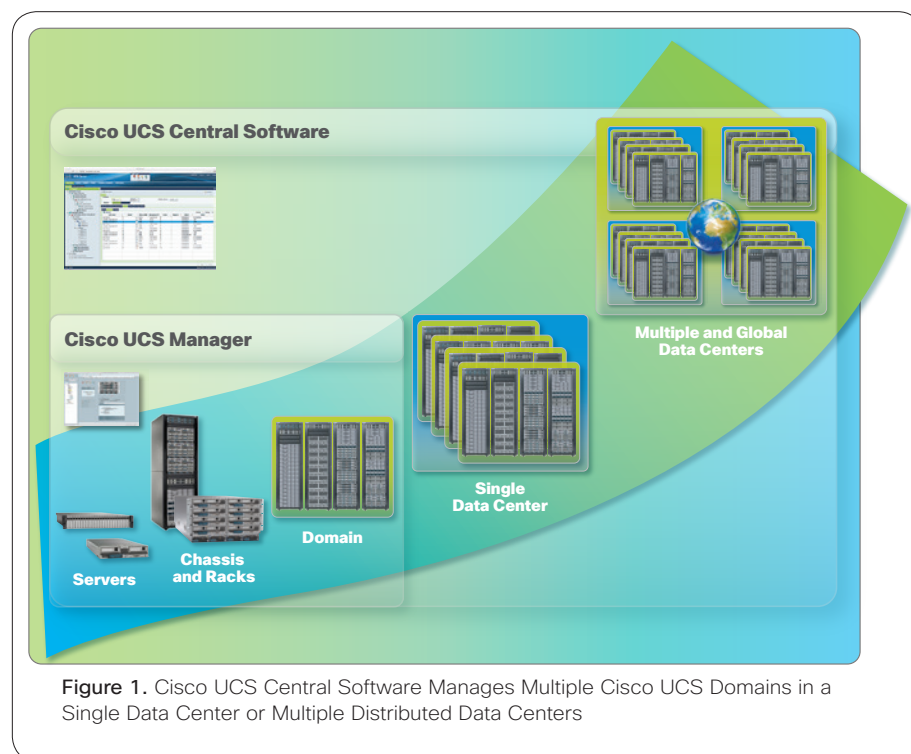 Cisco UCS Central Software
Cisco UCS Manager
Servers
Chassis
and Racks
Domain
Single
Data Center
Multiple and Global
Data Centers
Figure 1. Cisco UCS Central Software Manages Multiple Cisco UCS Domains in a
Single Data Center or Multiple Distributed Data Centers